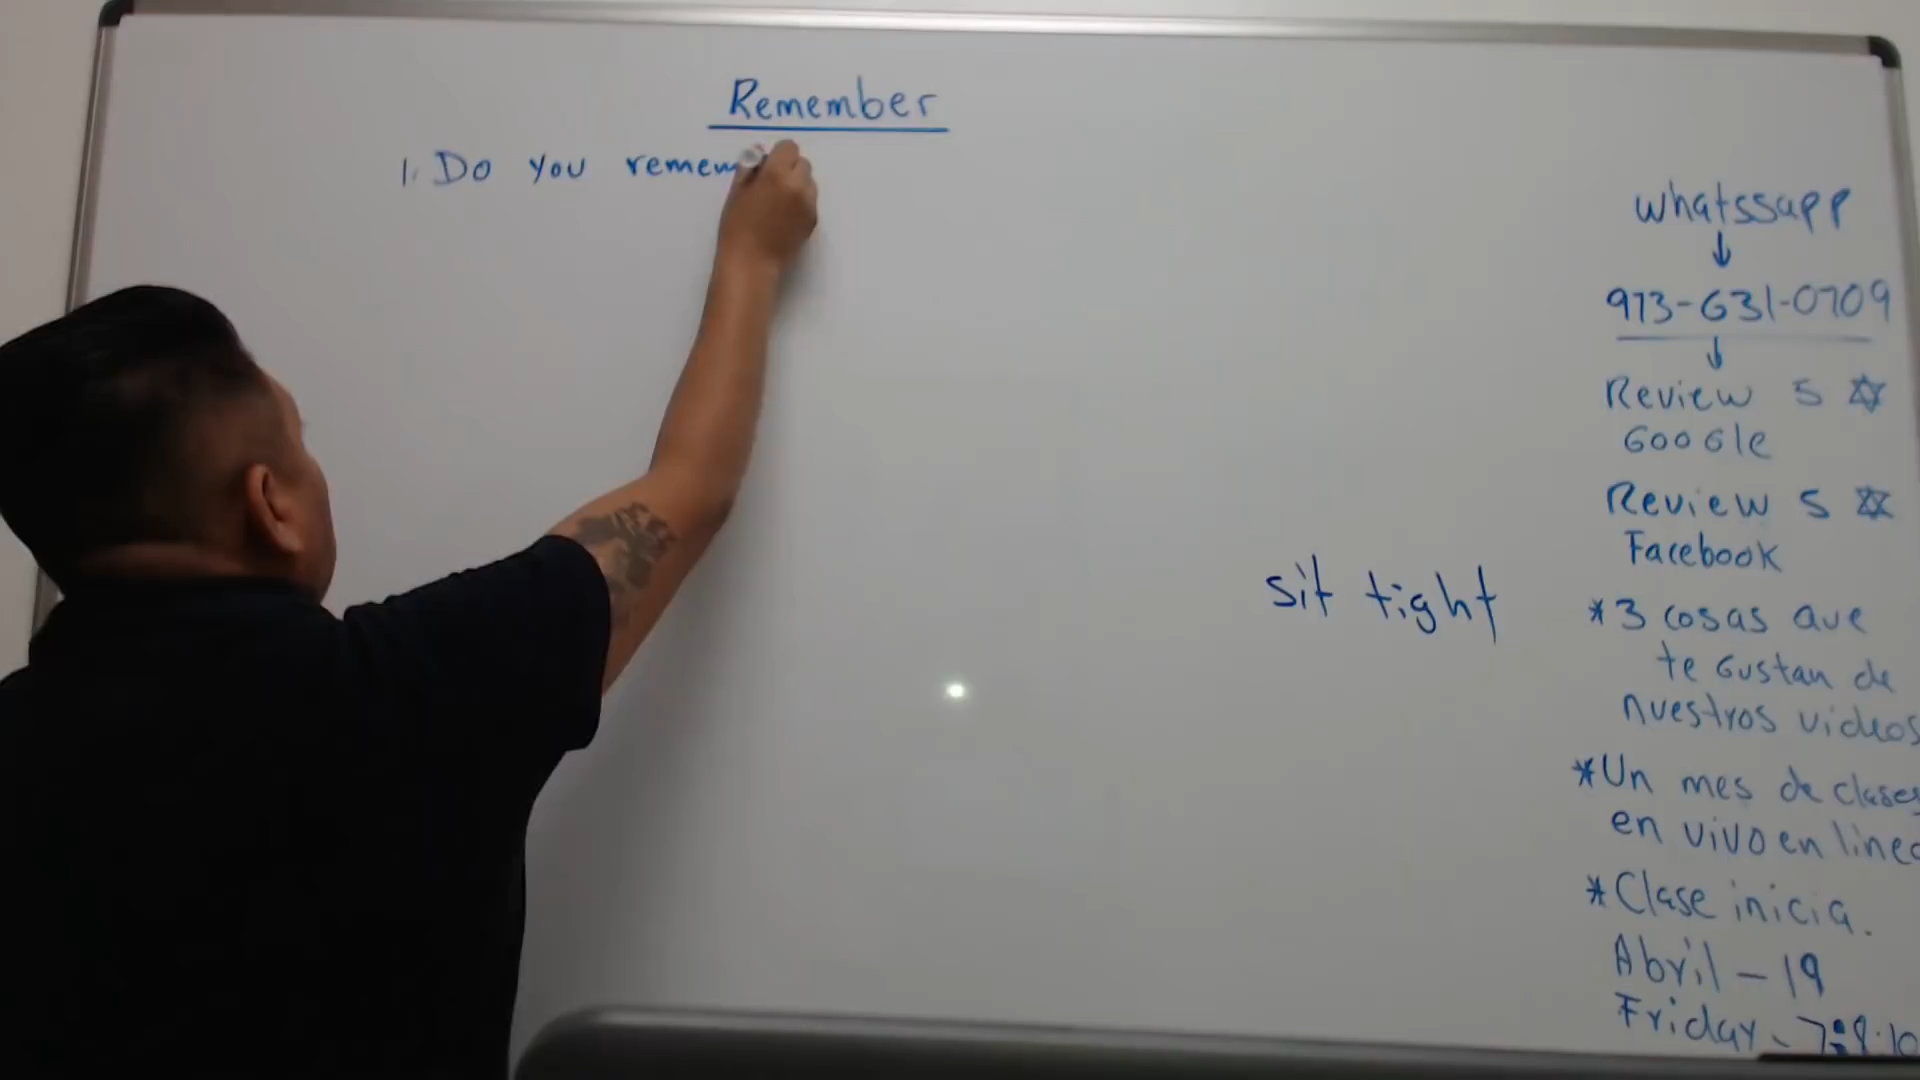 Remember
1. Do you remem
sit tight
whatssapp
973-631-0709
Review 5
Google
Review 5
Facebook
*3 cosas que
te Gustan de
nuestros videos
*Un mes de clases
en vivo en linea
*Clase inicia.
Abril - 19
Friday -